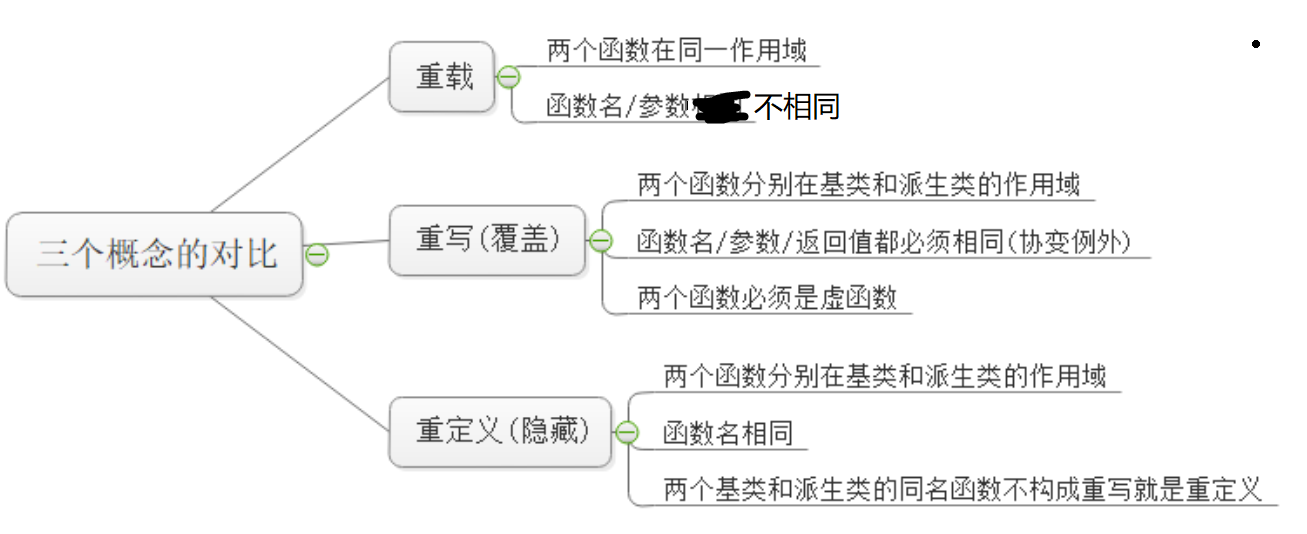 重载
两个函数在同一作用域
函数名/参数 不相同
三个概念的对比
重写(覆盖)
两个函数分别在基类和派生类的作用域
函数名/参数/返回值都必须相同(协变例外)
两个函数必须是虚函数
重定义(隐藏)
两个函数分别在基类和派生类的作用域
函数名相同
两个基类和派生类的同名函数不构成重写就是重定义